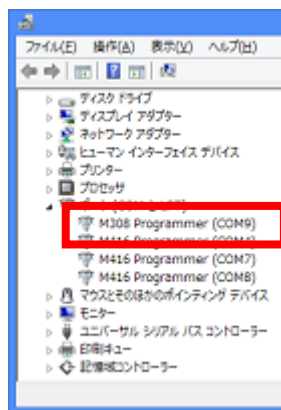 ファイル(F) 操作(A) 表示(V) ヘルプ(H)
ディスク ドライブ
ディスプレイ アダプター
ネットワーク アダプター
ヒューマン インターフェイス デバイス
プリンター
プロセッサ
M308 Programmer (COM9)
M416 Programmer
M416 Programmer (COM7)
M416 Programmer (COM8)
マウスとそのほかのポインティング デバイス
モニター
ユニバーサル シリアル バス コントローラー
印刷キュー
記憶域コントローラー